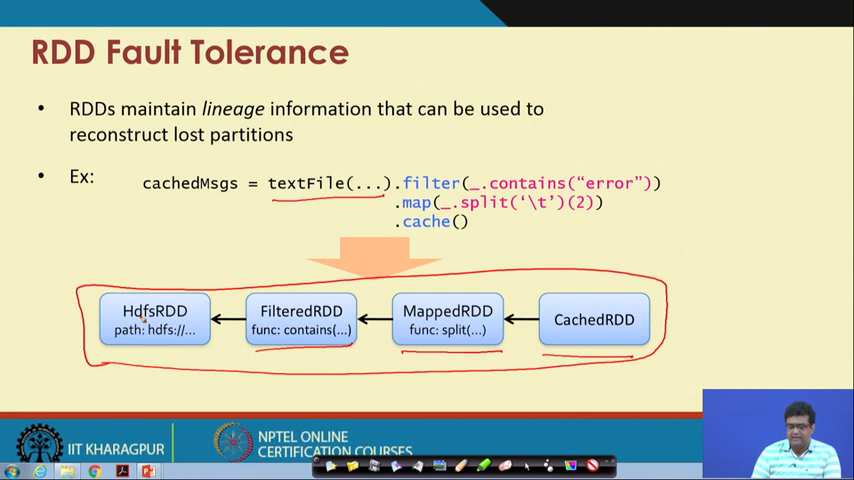 RDD Fault Tolerance
• RDDs maintain lineage information that can be used to
reconstruct lost partitions
• Ex:
cachedMsgs = textFile(...).filter(_.contains(“error”))
.map(_.split(‘\t’)(2))
.cache()
HdfsRDD
path: hdfs://...
FilteredRDD
func: contains(...)
MappedRDD
func: split(...)
CachedRDD
IIT KHARAGPUR
NPTEL ONLINE
CERTIFICATION COURSES